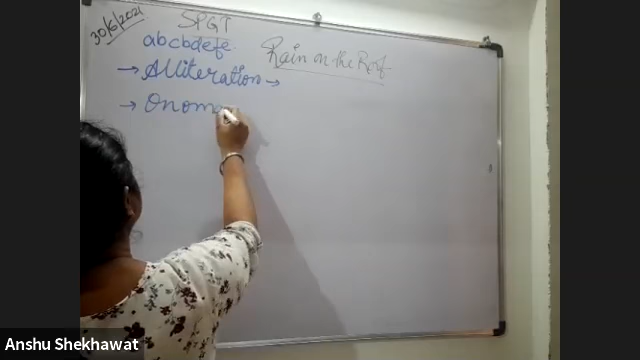 30/6/2021
SPGT
abcbdefe.
Rain on the Roof
→ Alliteration →
→ Onoma
Anshu Shekhawat